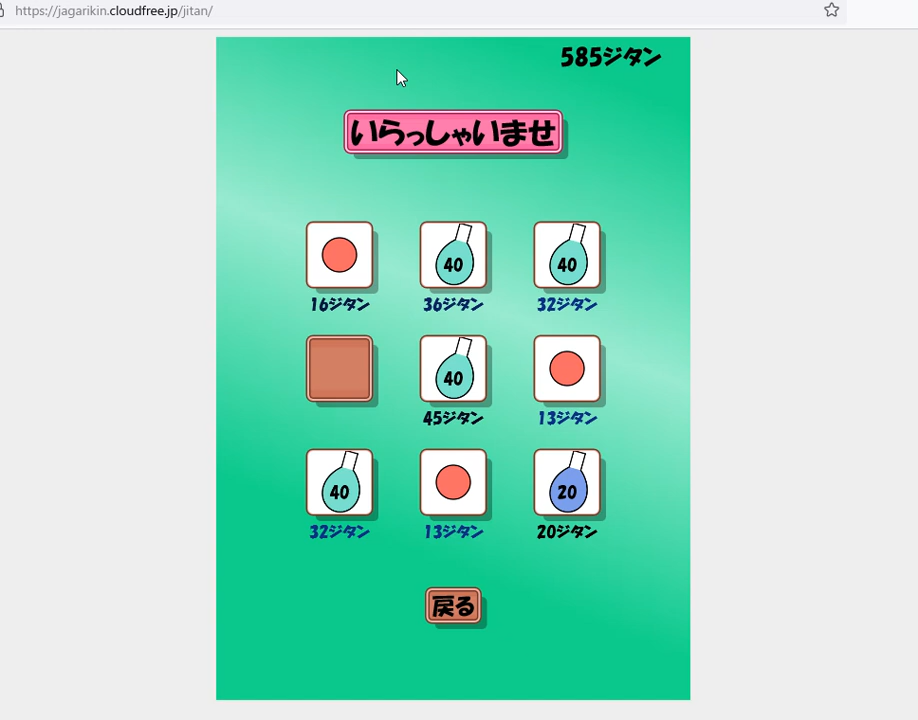 https://jagarikin.cloudfree.jp/jitan/
585ジタン
いらっしゃいませ
40 40
16ジタン 36ジタン 32ジタン
40
45ジタン 13ジタン
40 20
32ジタン 13ジタン 20ジタン
戻る